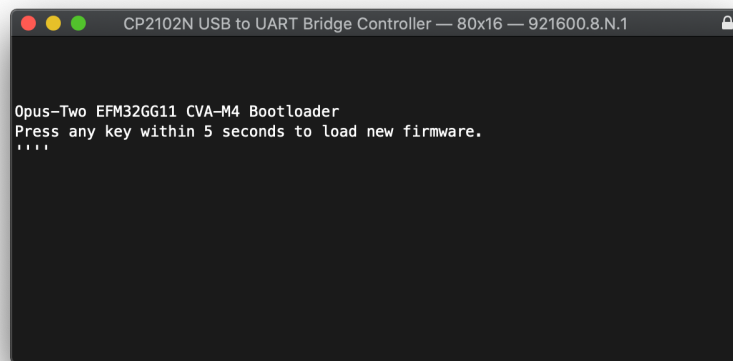 CP2102N USB to UART Bridge Controller — 80x16 — 921600.8.N.1
Opus-Two EFM32GG11 CVA-M4 Bootloader
Press any key within 5 seconds to load new firmware.
''''